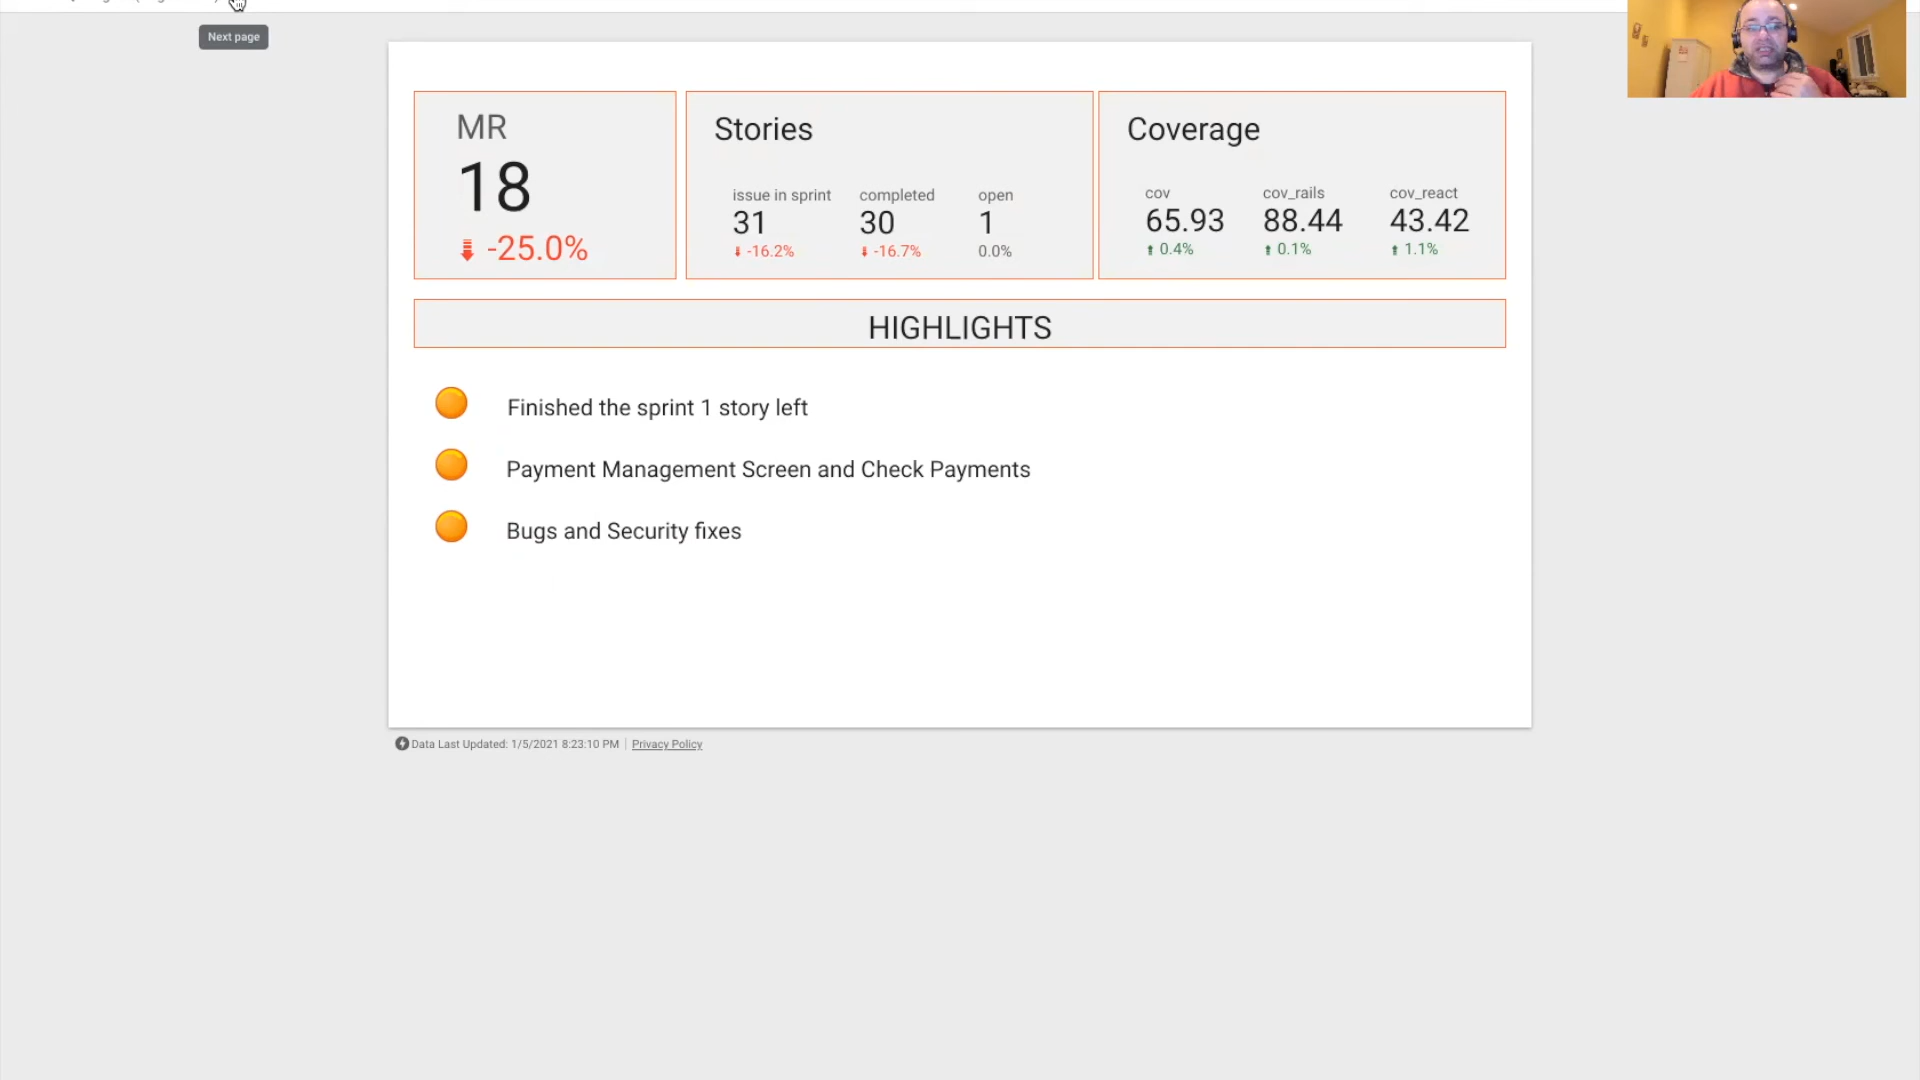 Next page
MR
18
-25.0%
Stories
issue in sprint
31
-16.2%
completed
30
-16.7%
open
1
0.0%
Coverage
cov
65.93
0.4%
cov_rails
88.44
0.1%
cov_react
43.42
1.1%
HIGHLIGHTS
Finished the sprint 1 story left
Payment Management Screen and Check Payments
Bugs and Security fixes
Data Last Updated: 1/5/2021 8:23:10 PM | Privacy Policy